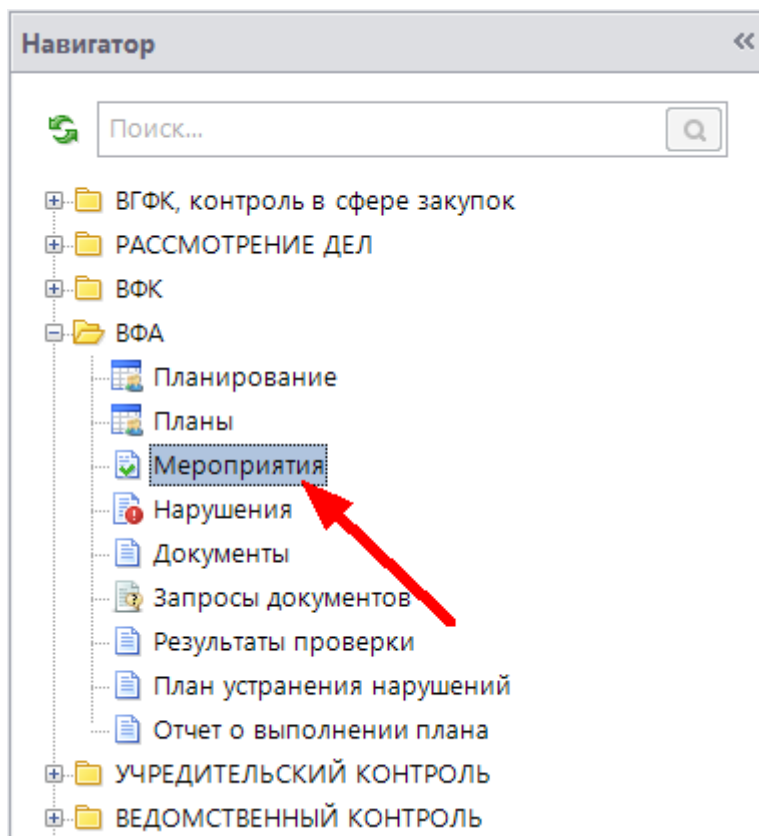 Навигатор
Поиск...
ВГФК, контроль в сфере закупок
РАССМОТРЕНИЕ ДЕЛ
ВФК
ВФА
Планирование
Планы
Мероприятия
Нарушения
Документы
Запросы документов
Результаты проверки
План устранения нарушений
Отчет о выполнении плана
УЧРЕДИТЕЛЬСКИЙ КОНТРОЛЬ
ВЕДОМСТВЕННЫЙ КОНТРОЛЬ